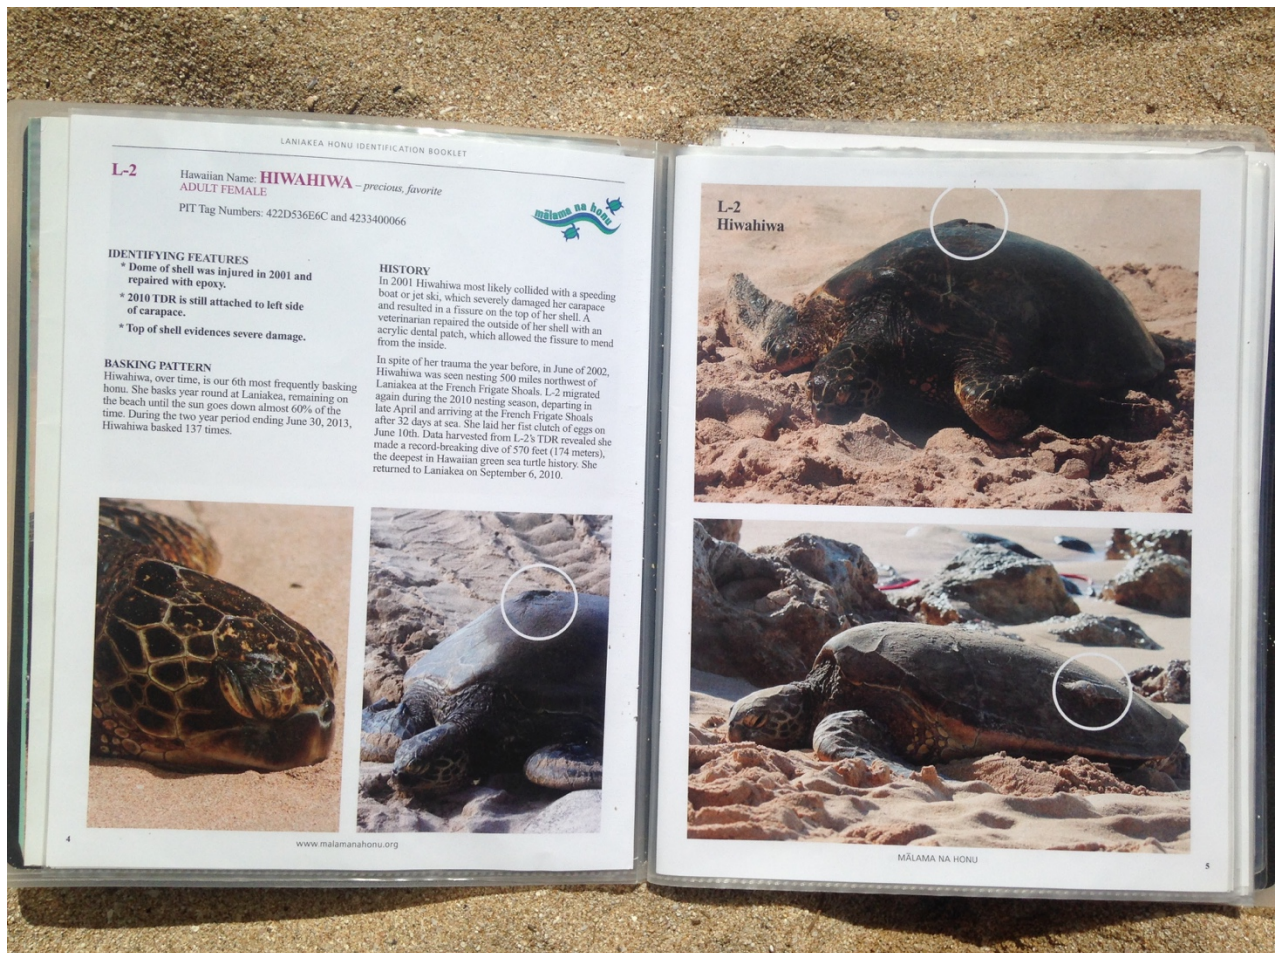 LANIAKEA HONU IDENTIFICATION BOOKLET
L-2
Hawaiian Name: HIWAHIWA – precious, favorite
ADULT FEMALE
PIT Tag Numbers: 422D536E6C and 4233400066
mālama na honu
IDENTIFYING FEATURES
* Dome of shell was injured in 2001 and
repaired with epoxy.
* 2010 TDR is still attached to left side
of carapace.
* Top of shell evidences severe damage.
BASKING PATTERN
Hiwahiwa, over time, is our 6th most frequently basking
honu. She basks year round at Laniakea, remaining on
the beach until the sun goes down almost 60% of the
time. During the two year period ending June 30, 2013,
Hiwahiwa basked 137 times.
HISTORY
In 2001 Hiwahiwa most likely collided with a speeding
boat or jet ski, which severely damaged her carapace
and resulted in a fissure on the top of her shell. A
veterinarian repaired the outside of her shell with an
acrylic dental patch, which allowed the fissure to mend
from the inside.
In spite of her trauma the year before, in June of 2002,
Hiwahiwa was seen nesting 500 miles northwest of
Laniakea at the French Frigate Shoals. L-2 migrated
again during the 2010 nesting season, departing in
late April and arriving at the French Frigate Shoals
after 32 days at sea. She laid her fist clutch of eggs on
June 10th. Data harvested from L-2's TDR revealed she
made a record-breaking dive of 570 feet (174 meters),
the deepest in Hawaiian green sea turtle history. She
returned to Laniakea on September 6, 2010.
4
www.malamanahonu.org
L-2
Hiwahiwa
MĀLAMA NA HONU
5